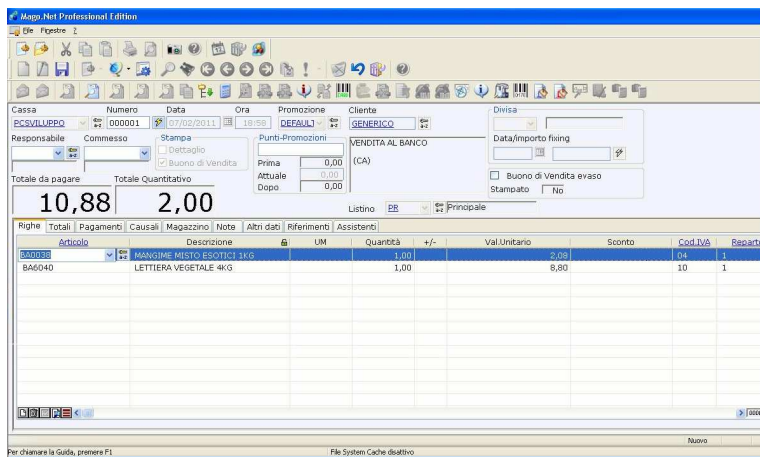 Mago.Net Professional Edition
File Finestre ?
Cassa Numero Data Ora Promozione Cliente Divisa
PCSVILUPPO 000001 07/02/2011 18:58 DEFAULT GENERICO
Responsabile Commesso Stampa Punti-Promozioni VENDITA AL BANCO Data/importo fixing
Dettaglio
Buono di Vendita Prima 0,00 (CA)
Totale da pagare Totale Quantitativo Attuale 0,00 Buono di Vendita evaso
Dopo 0,00 Stampato No
10,88 2,00 Listino PR Principale
Righe Totali Pagamenti Causali Magazzino Note Altri dati Riferimenti Assistenti
Articolo Descrizione UM Quantità +/- Val.Unitario Sconto Cod.IVA Reparto
BA0038 MANGIME MISTO ESOTICI 1KG 1,00 2,08 04 1
BA6040 LETTIERA VEGETALE 4KG 1,00 8,80 10 1
Nuovo
Per chiamare la Guida, premere F1 File System Cache disattivo